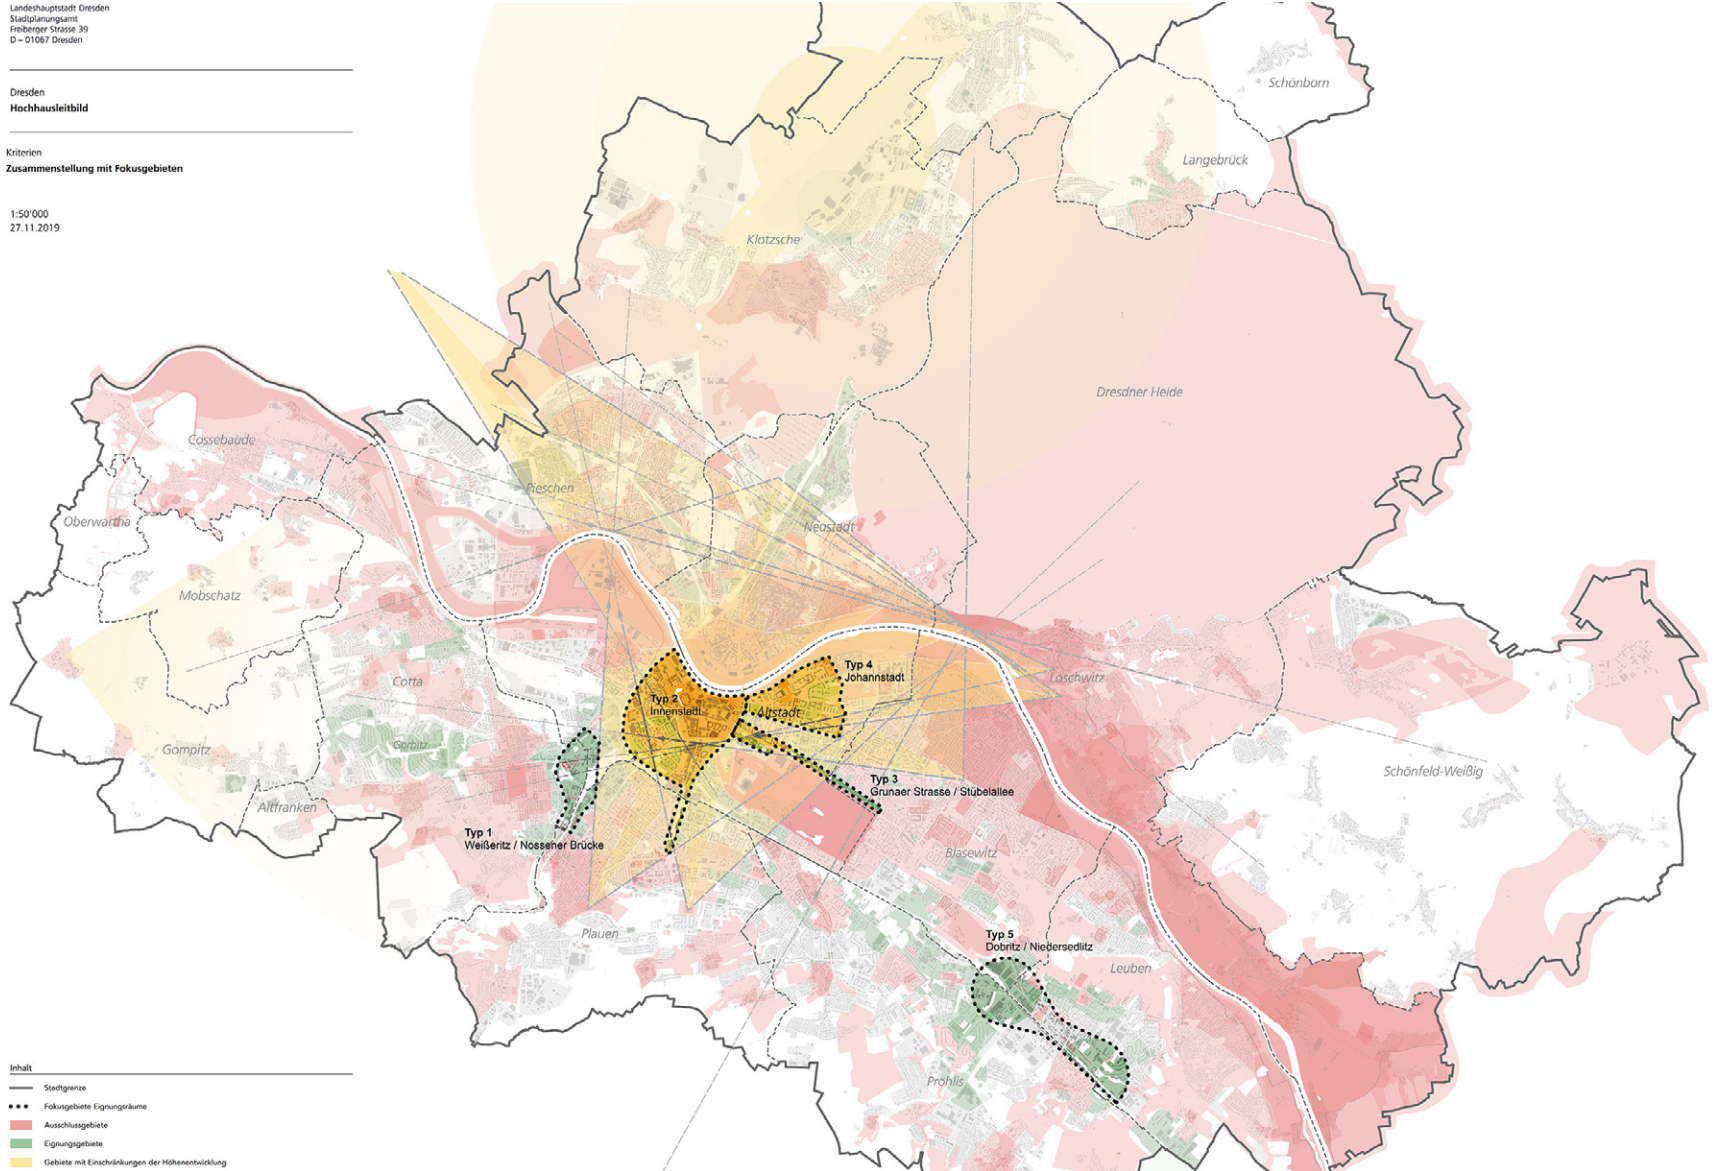 Landeshauptstadt Dresden
Stadtplanungsamt
Freiberger Strasse 39
D – 01067 Dresden
Dresden
Hochhausleitbild
Kriterien
Zusammenstellung mit Fokusgebieten
1:50'000
27.11.2019
Schönborn
Langebrück
Klotzsche
Dresdner Heide
Cossebaude
Pieschen
Oberwartha
Neustadt
Mobschatz
Typ 4
Johannstadt
Loschwitz
Cotta
Typ 2
Innenstadt
Altstadt
Gompitz
Gorbitz
Schönfeld-Weißig
Typ 3
Grunaer Strasse / Stübelallee
Altfranken
Typ 1
Weißeritz / Nossener Brücke
Blasewitz
Plauen
Typ 5
Dobritz / Niedersedlitz
Leuben
Prohlis
Inhalt
Stadtgrenze
Fokusgebiete Eignungsräume
Ausschlussgebiete
Eignungsgebiete
Gebiete mit Einschränkungen der Höhenentwicklung